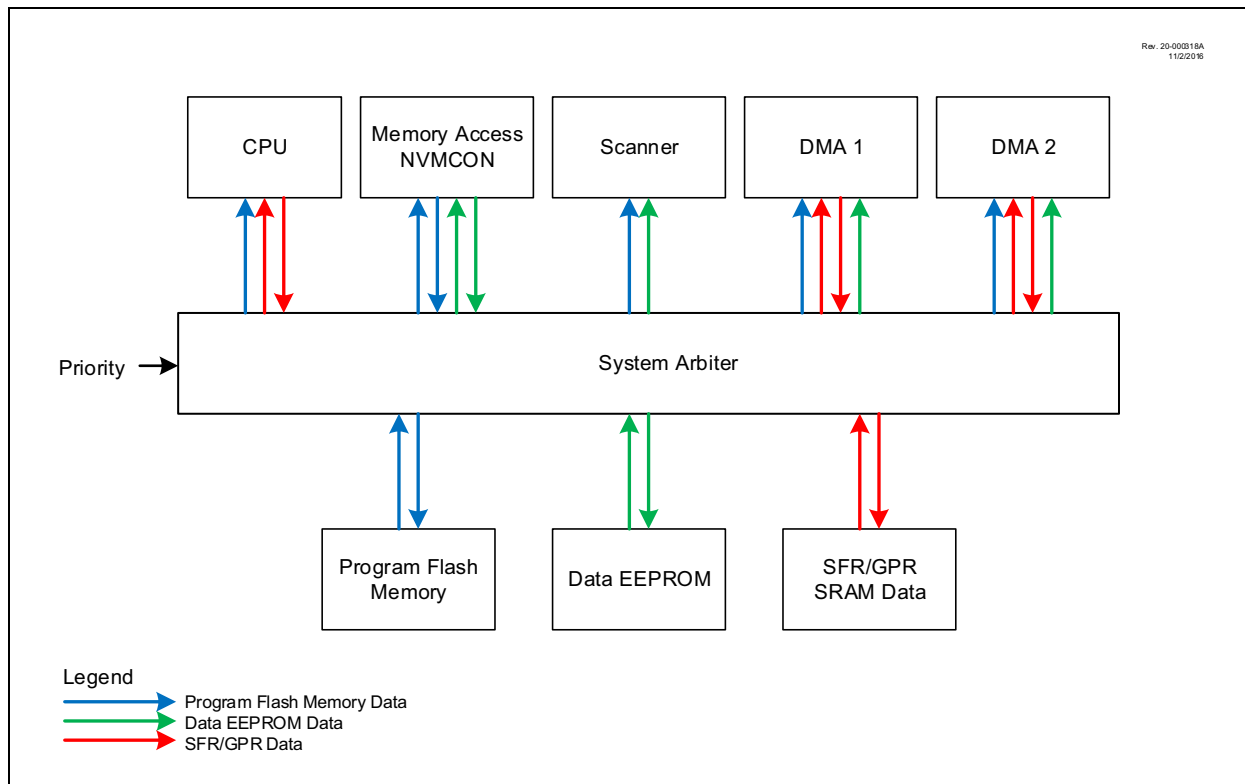 Rev. 20-000318A
11/2/2016
CPU
Memory Access
NVMCON
Scanner
DMA 1
DMA 2
Priority
System Arbiter
Program Flash
Memory
Data EEPROM
SFR/GPR
SRAM Data
Legend
Program Flash Memory Data
Data EEPROM Data
SFR/GPR Data